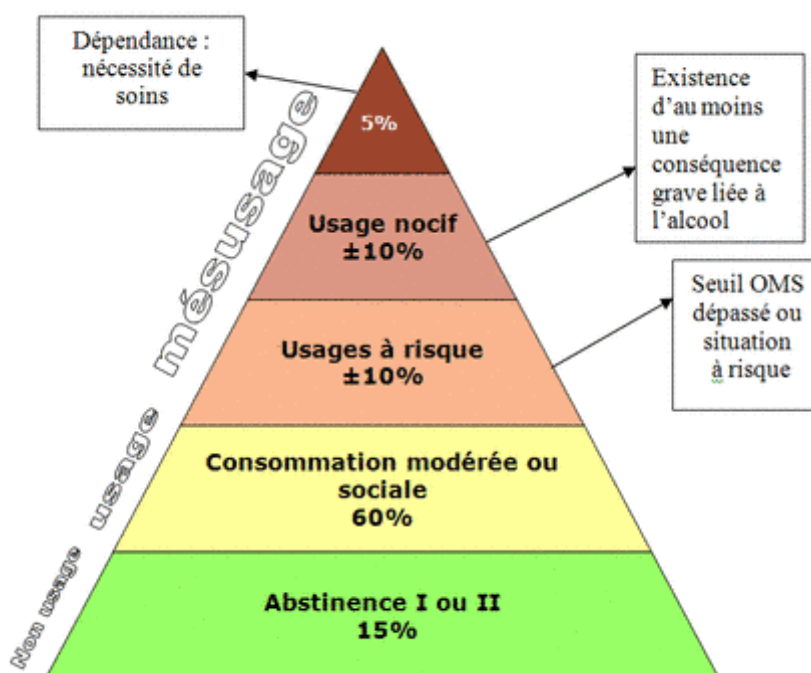 Dépendance :
nécessité de
soins
5%
Existence
d'au moins
une
conséquence
grave liée à
l'alcool
Usage nocif
±10%
Seuil OMS
dépassé ou
situation
à risque
Usages à risque
±10%
Consommation modérée ou
sociale
60%
Abstinence I ou II
15%
Non usage usage mésusage